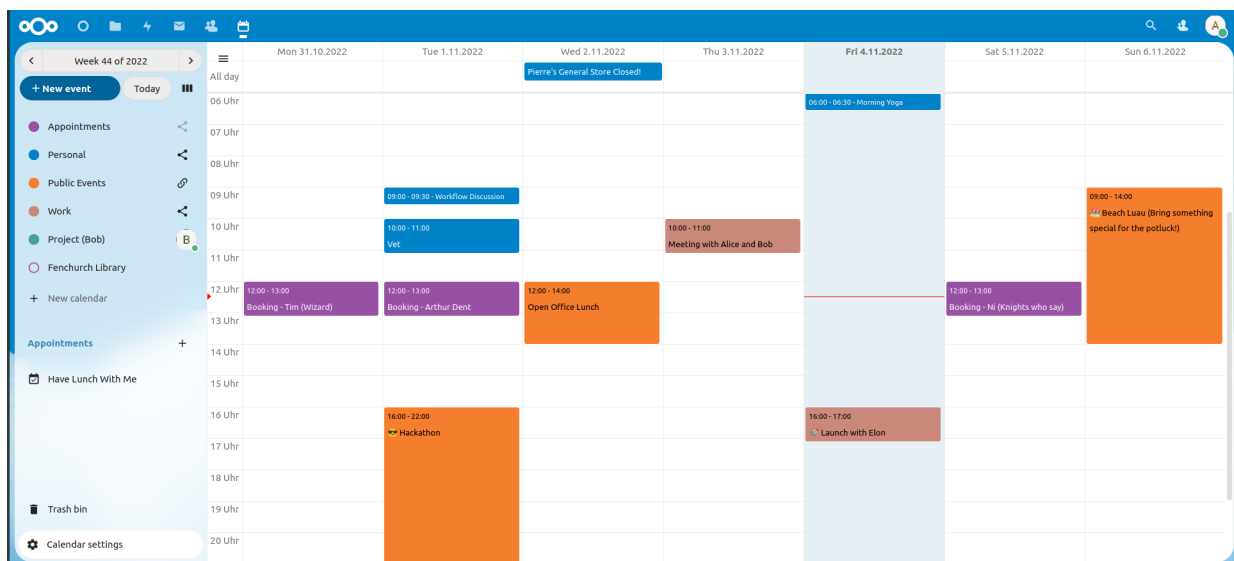 A
Week 44 of 2022
+ New event
Today
Appointments
Personal
Public Events
Work
Project (Bob)
B
Fenchurch Library
+ New calendar
Appointments
+
Have Lunch With Me
Trash bin
Calendar settings
Mon 31.10.2022
Tue 1.11.2022
Wed 2.11.2022
Thu 3.11.2022
Fri 4.11.2022
Sat 5.11.2022
Sun 6.11.2022
All day
Pierre's General Store Closed!
06 Uhr
06:00 - 06:30 - Morning Yoga
07 Uhr
08 Uhr
09 Uhr
09:00 - 09:30 - Workflow Discussion
09:00 - 14:00
🏖️ Beach Luau (Bring something
special for the potluck!)
10 Uhr
10:00 - 11:00
Vet
10:00 - 11:00
Meeting with Alice and Bob
11 Uhr
12 Uhr
12:00 - 13:00
Booking - Tim (Wizard)
12:00 - 13:00
Booking - Arthur Dent
12:00 - 14:00
Open Office Lunch
12:00 - 13:00
Booking - Ni (Knights who say)
13 Uhr
14 Uhr
15 Uhr
16 Uhr
16:00 - 22:00
😎 Hackathon
16:00 - 17:00
🚀 Launch with Elon
17 Uhr
18 Uhr
19 Uhr
20 Uhr